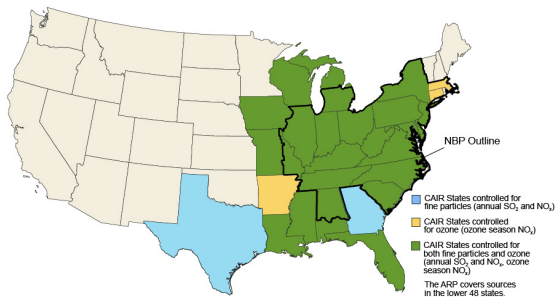 NBP Outline
CAIR States controlled for
fine particles (annual SO₂ and NOₓ)
CAIR States controlled
for ozone (ozone season NOₓ)
CAIR States controlled for
both fine particles and ozone
(annual SO₂ and NOₓ, ozone
season NOₓ)
The ARP covers sources
in the lower 48 states.